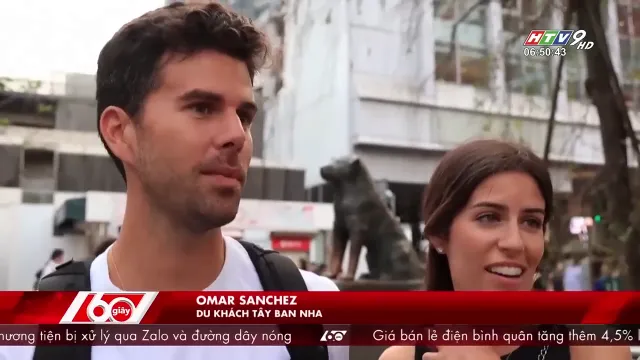 HTV9 HD
06:50:43
60 giây
OMAR SANCHEZ
DU KHÁCH TÂY BAN NHA
hương tiện bị xử lý qua Zalo và đường dây nóng
60
Giá bán lẻ điện bình quân tăng thêm 4,5%